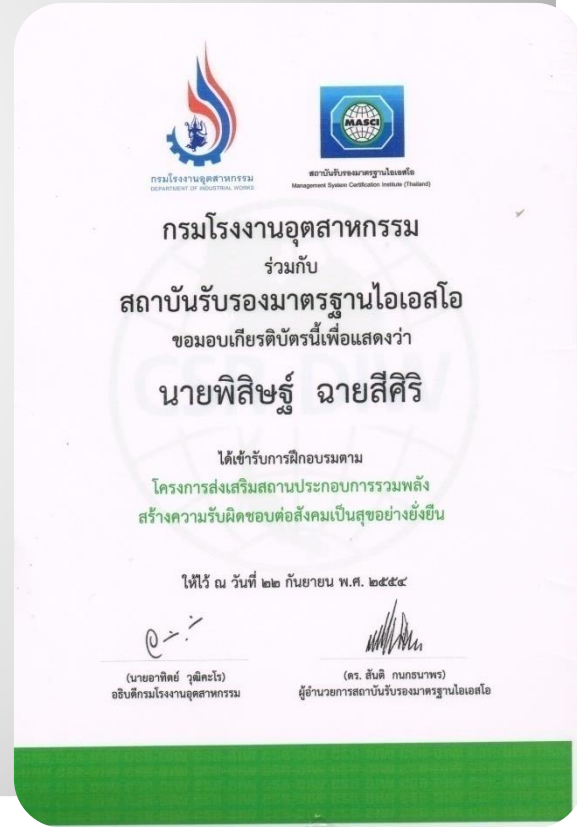 กรมโรงงานอุตสาหกรรม
DEPARTMENT OF INDUSTRIAL WORKS
MASCI
สถาบันรับรองมาตรฐานไอเอสโอ
Management System Certification Institute (Thailand)
กรมโรงงานอุตสาหกรรม
ร่วมกับ
สถาบันรับรองมาตรฐานไอเอสโอ
ขอมอบเกียรติบัตรนี้เพื่อแสดงว่า
CSR-DIW
นายพิสิษฐ์ ฉายสีศิริ
ได้เข้ารับการฝึกอบรมตาม
โครงการส่งเสริมสถานประกอบการรวมพลัง
สร้างความรับผิดชอบต่อสังคมเป็นสุขอย่างยั่งยืน
ให้ไว้ ณ วันที่ ๒๒ กันยายน พ.ศ. ๒๕๕๔
(นายอาทิตย์ วุฒิคะโร)
อธิบดีกรมโรงงานอุตสาหกรรม
(ดร. สันติ กนกธนาพร)
ผู้อำนวยการสถาบันรับรองมาตรฐานไอเอสโอ